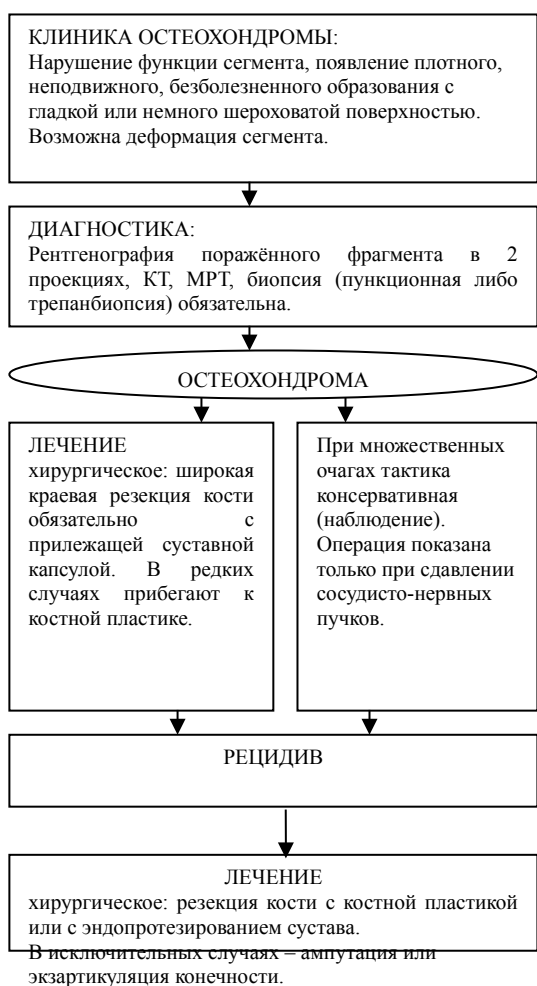 КЛИНИКА ОСТЕОХОНДРОМЫ:
Нарушение функции сегмента, появление плотного,
неподвижного, безболезненного образования с
гладкой или немного шероховатой поверхностью.
Возможна деформация сегмента.
ДИАГНОСТИКА:
Рентгенография поражённого фрагмента в 2
проекциях, КТ, МРТ, биопсия (пункционная либо
трепанбиопсия) обязательна.
ОСТЕОХОНДРОМА
ЛЕЧЕНИЕ
хирургическое: широкая
краевая резекция кости
обязательно с
прилежащей суставной
капсулой. В редких
случаях прибегают к
костной пластике.
При множественных
очагах тактика
консервативная
(наблюдение).
Операция показана
только при сдавлении
сосудисто-нервных
пучков.
РЕЦИДИВ
ЛЕЧЕНИЕ
хирургическое: резекция кости с костной пластикой
или с эндопротезированием сустава.
В исключительных случаях – ампутация или
экзартикуляция конечности.